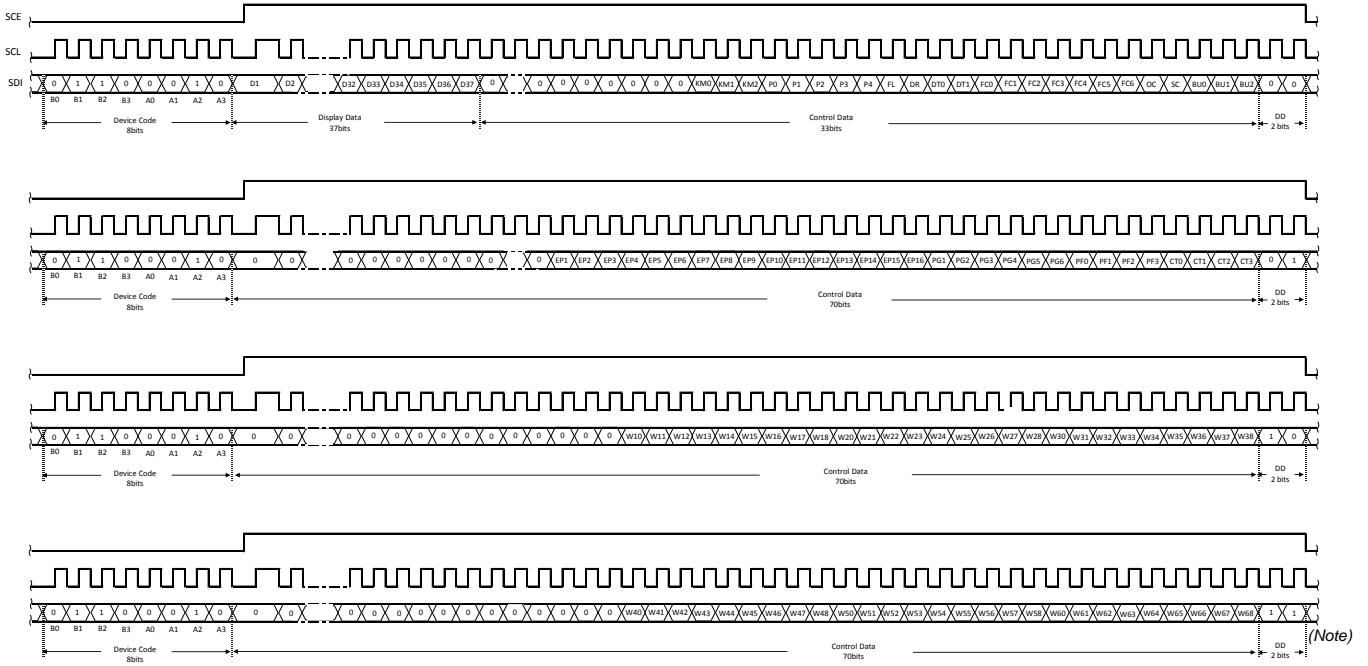 SCE
SCL
SDI 0 1 1 0 0 0 1 0 D1 D2 D32 D33 D34 D35 D36 D37 0 0 0 0 0 0 0 0 KM0 KM1 KM2 P0 P1 P2 P3 P4 FL DR DT0 DT1 FC0 FC1 FC2 FC3 FC4 FC5 FC6 OC SC BU0 BU1 BU2 0 0
B0 B1 B2 B3 A0 A1 A2 A3
Device Code Display Data Control Data DD
8bits 37bits 33bits 2 bits
0 1 1 0 0 0 1 0 0 0 0 0 0 0 0 0 0 0 EP1 EP2 EP3 EP4 EP5 EP6 EP7 EP8 EP9 EP10 EP11 EP12 EP13 EP14 EP15 EP16 PG1 PG2 PG3 PG4 PG5 PG6 PF0 PF1 PF2 PF3 CT0 CT1 CT2 CT3 0 1
B0 B1 B2 B3 A0 A1 A2 A3
Device Code Control Data DD
8bits 70bits 2 bits
0 1 1 0 0 0 1 0 0 0 0 0 0 0 0 0 0 0 0 0 0 0 W10 W11 W12 W13 W14 W15 W16 W17 W18 W20 W21 W22 W23 W24 W25 W26 W27 W28 W30 W31 W32 W33 W34 W35 W36 W37 W38 1 0
B0 B1 B2 B3 A0 A1 A2 A3
Device Code Control Data DD
8bits 70bits 2 bits
0 1 1 0 0 0 1 0 0 0 0 0 0 0 0 0 0 0 0 0 0 0 W40 W41 W42 W43 W44 W45 W46 W47 W48 W50 W51 W52 W53 W54 W55 W56 W57 W58 W60 W61 W62 W63 W64 W65 W66 W67 W68 1 1
B0 B1 B2 B3 A0 A1 A2 A3
(Note)
Device Code Control Data DD
8bits 70bits 2 bits